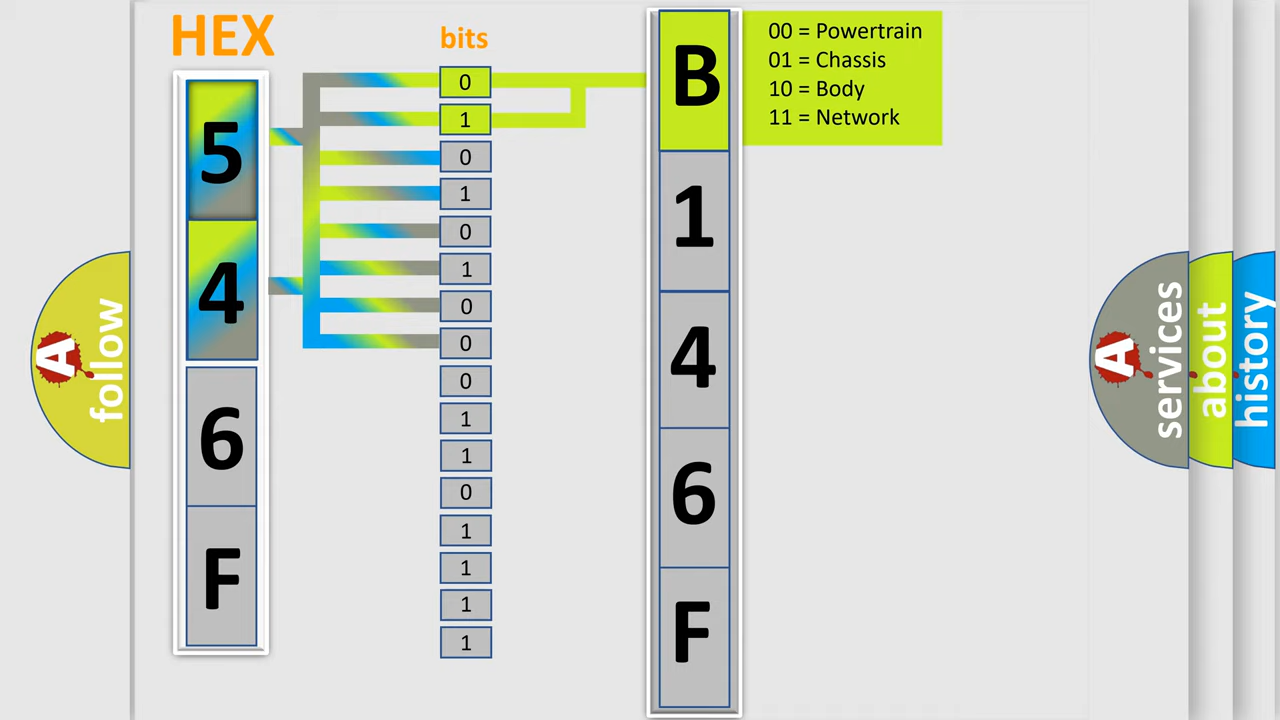 HEX
bits
5
4
6
F
0
1
0
1
0
1
0
0
0
1
1
0
1
1
1
1
B
1
4
6
F
00 = Powertrain
01 = Chassis
10 = Body
11 = Network
A
follow
A
services
about
history